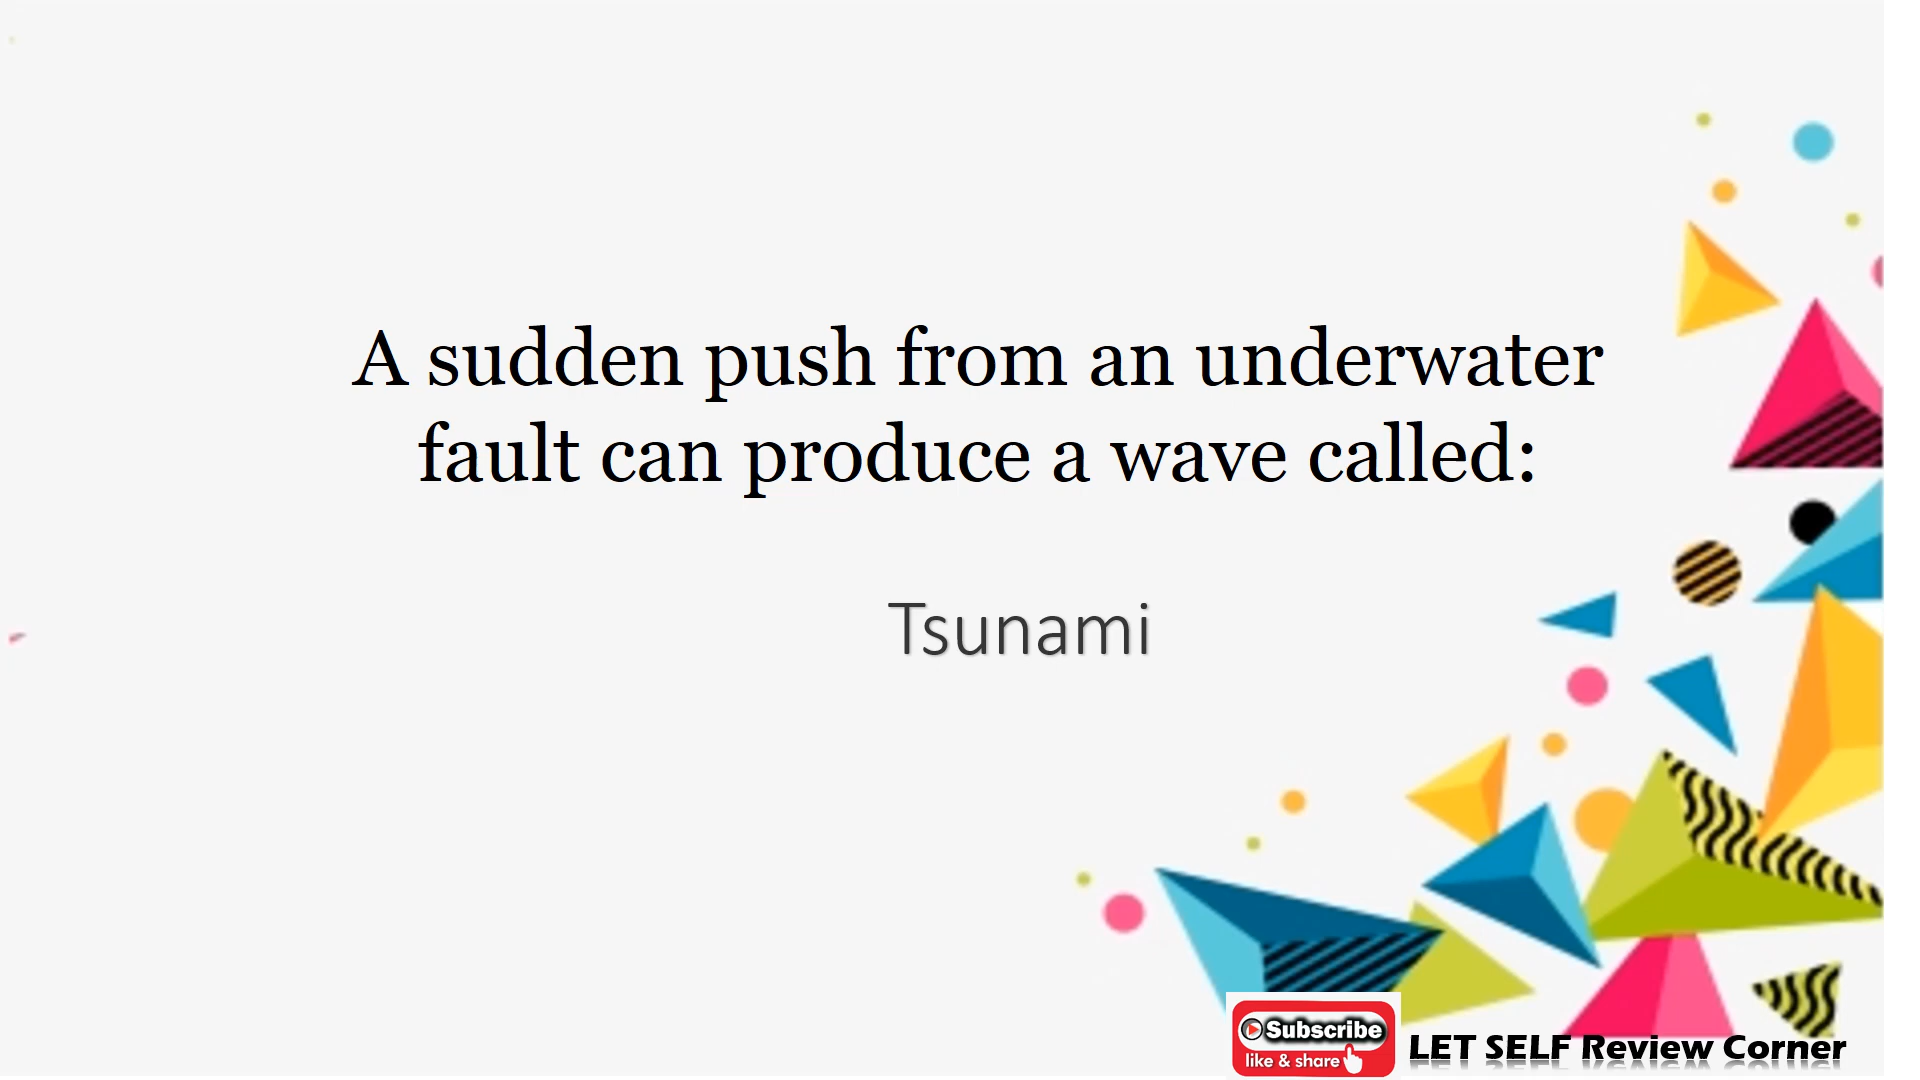 A sudden push from an underwater
fault can produce a wave called:
Tsunami
Subscribe
like & share
LET SELF Review Corner